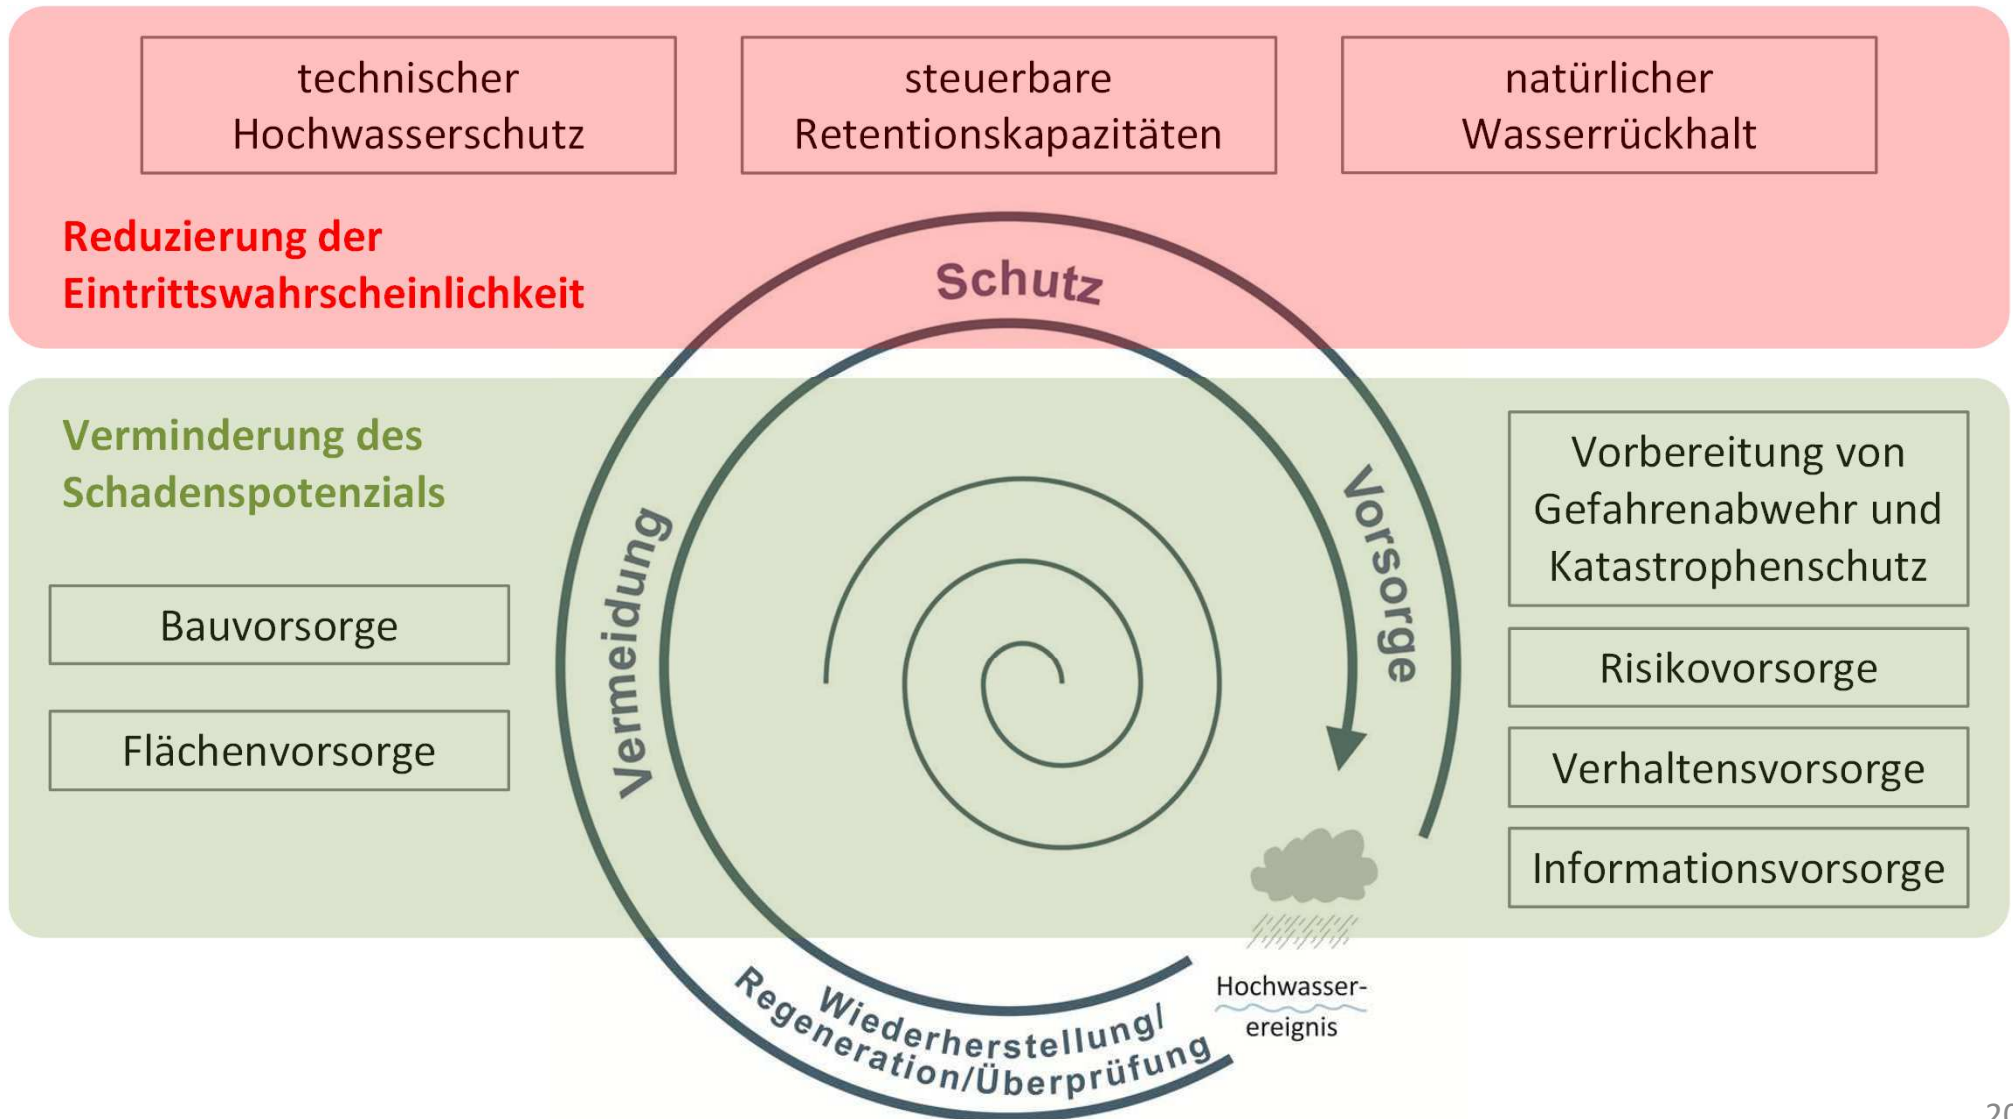 technischer
Hochwasserschutz
steuerbare
Retentionskapazitäten
natürlicher
Wasserrückhalt
Reduzierung der
Eintrittswahrscheinlichkeit
Schutz
Verminderung des
Schadenspotenzials
Bauvorsorge
Flächenvorsorge
Vermeidung
Vorsorge
Vorbereitung von
Gefahrenabwehr und
Katastrophenschutz
Risikovorsorge
Verhaltensvorsorge
Informationsvorsorge
Hochwasser-
ereignis
Wiederherstellung/
Regeneration/Überprüfung